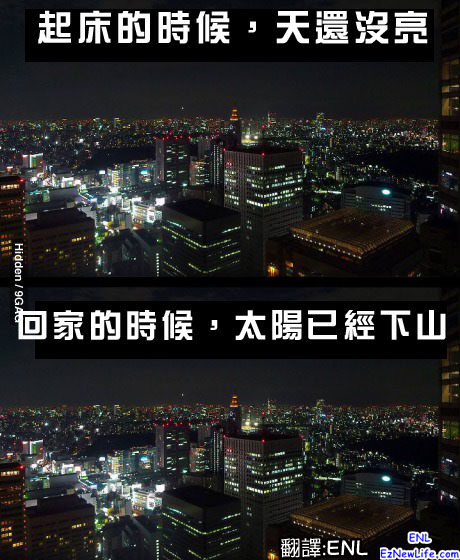 起床的時候，天還沒亮
Hidden / 9GAG
回家的時候，太陽已經下山
翻譯:ENL
ENL
EzNewLife.com